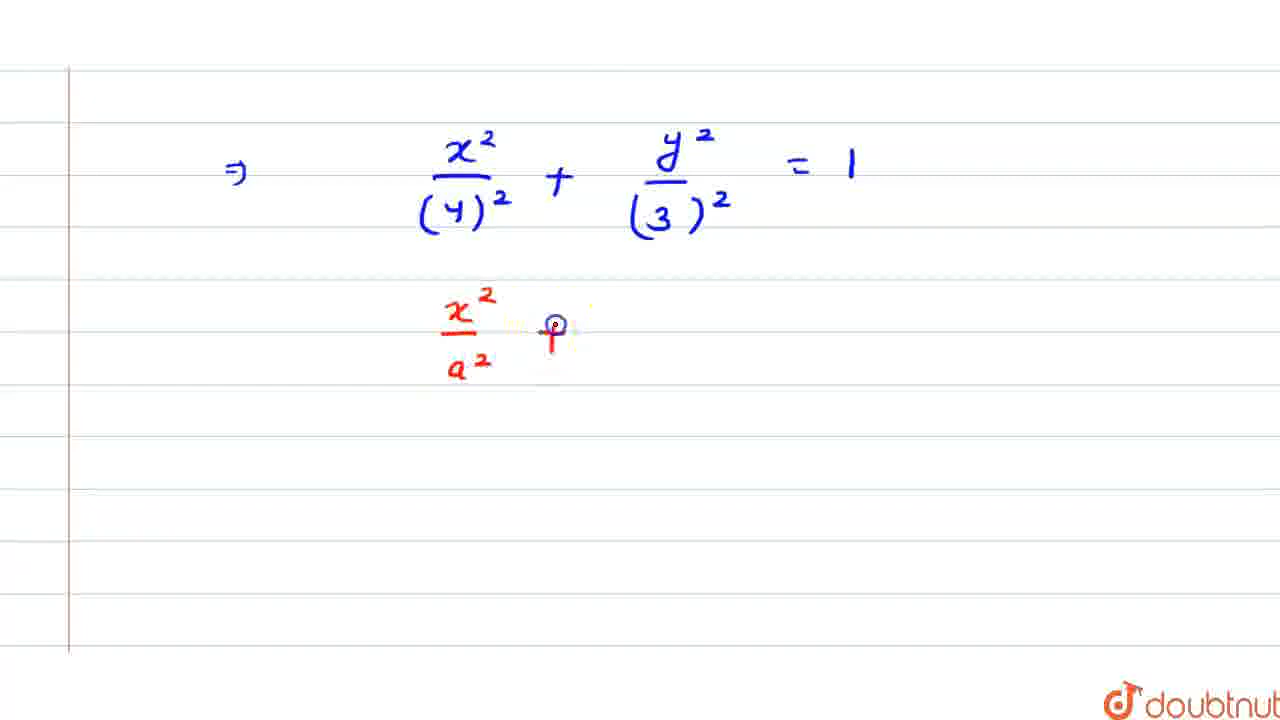 ⇒ x²/(4)² + y²/(3)² = 1
x²/a² +
doubtnut